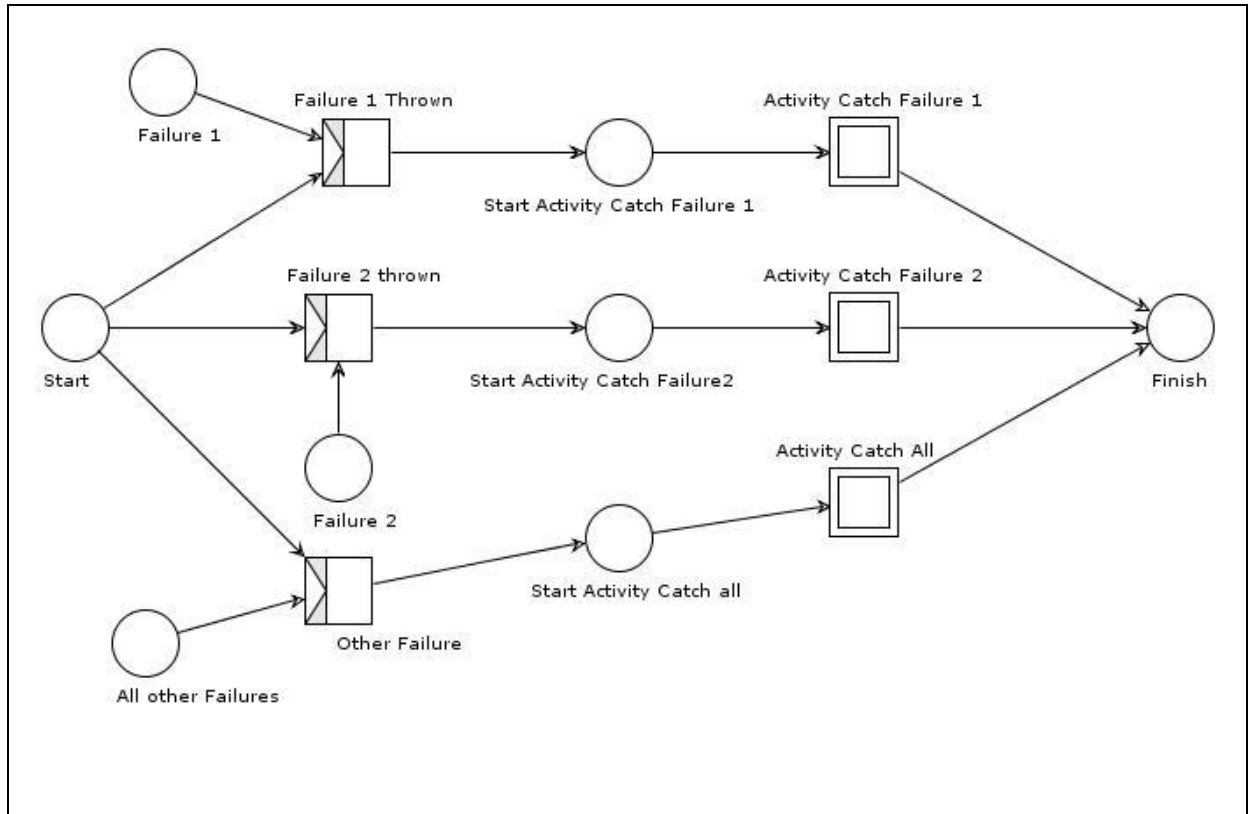 Failure 1 Thrown
Activity Catch Failure 1
Failure 1
Start Activity Catch Failure 1
Failure 2 thrown
Activity Catch Failure 2
Start
Start Activity Catch Failure2
Finish
Activity Catch All
Failure 2
Start Activity Catch all
Other Failure
All other Failures